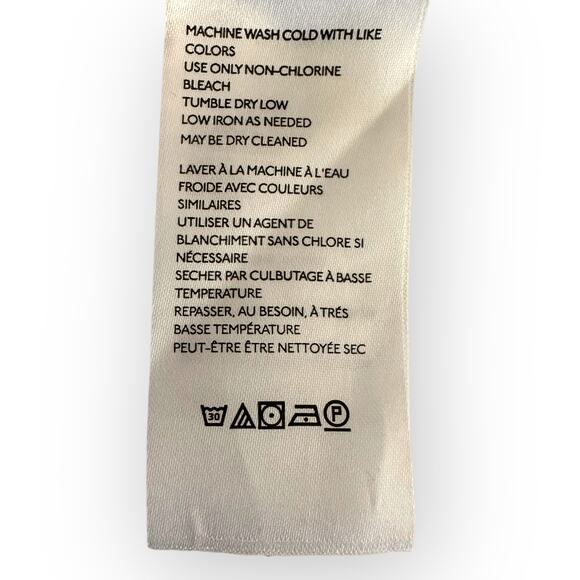 MACHINE WASH COLD WITH LIKE
COLORS
USE ONLY NON-CHLORINE
BLEACH
TUMBLE DRY LOW
LOW IRON AS NEEDED
MAY BE DRY CLEANED
LAVER À LA MACHINE À L'EAU
FROIDE AVEC COULEURS
SIMILAIRES
UTILISER UN AGENT DE
BLANCHIMENT SANS CHLORE SI
NÉCESSAIRE
SECHER PAR CULBUTAGE À BASSE
TEMPERATURE
REPASSER, AU BESOIN, À TRÉS
BASSE TEMPÉRATURE
PEUT-ÊTRE ÊTRE NETTOYÉE SEC
30 P